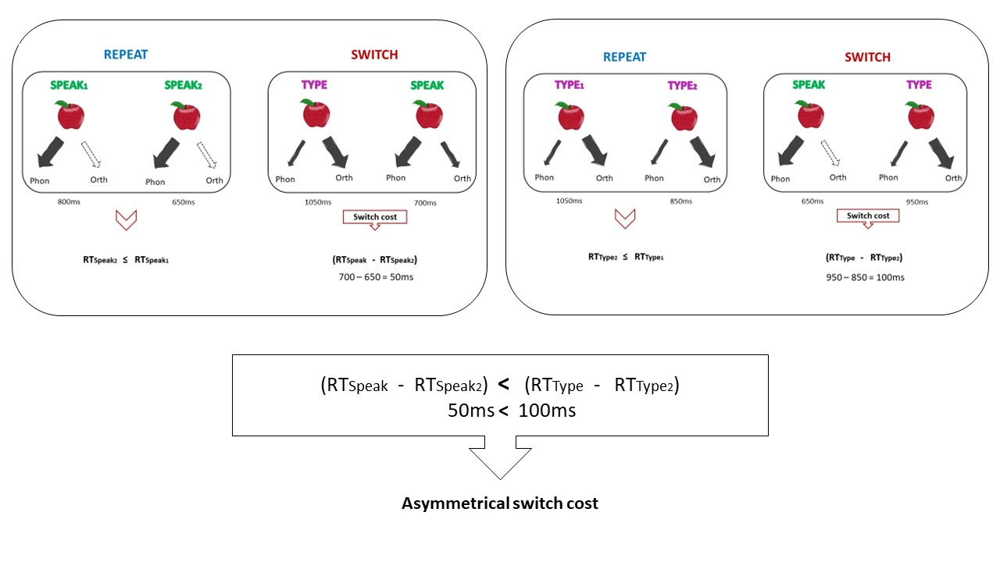 REPEAT
SWITCH
SPEAK1 SPEAK2
TYPE SPEAK
Phon Orth Phon Orth
Phon Orth Phon Orth
800ms 650ms
1050ms 700ms
Switch cost
RTSpeak2 ≤ RTSpeak1
(RTSpeak - RTSpeak2)
700 – 650 = 50ms
REPEAT
SWITCH
TYPE1 TYPE2
SPEAK TYPE
Phon Orth Phon Orth
Phon Orth Phon Orth
1050ms 850ms
650ms 950ms
Switch cost
RTType2 ≤ RTType1
(RTType - RTType2)
950 – 850 = 100ms
(RTSpeak - RTSpeak2) < (RTType - RTType2)
50ms < 100ms
Asymmetrical switch cost